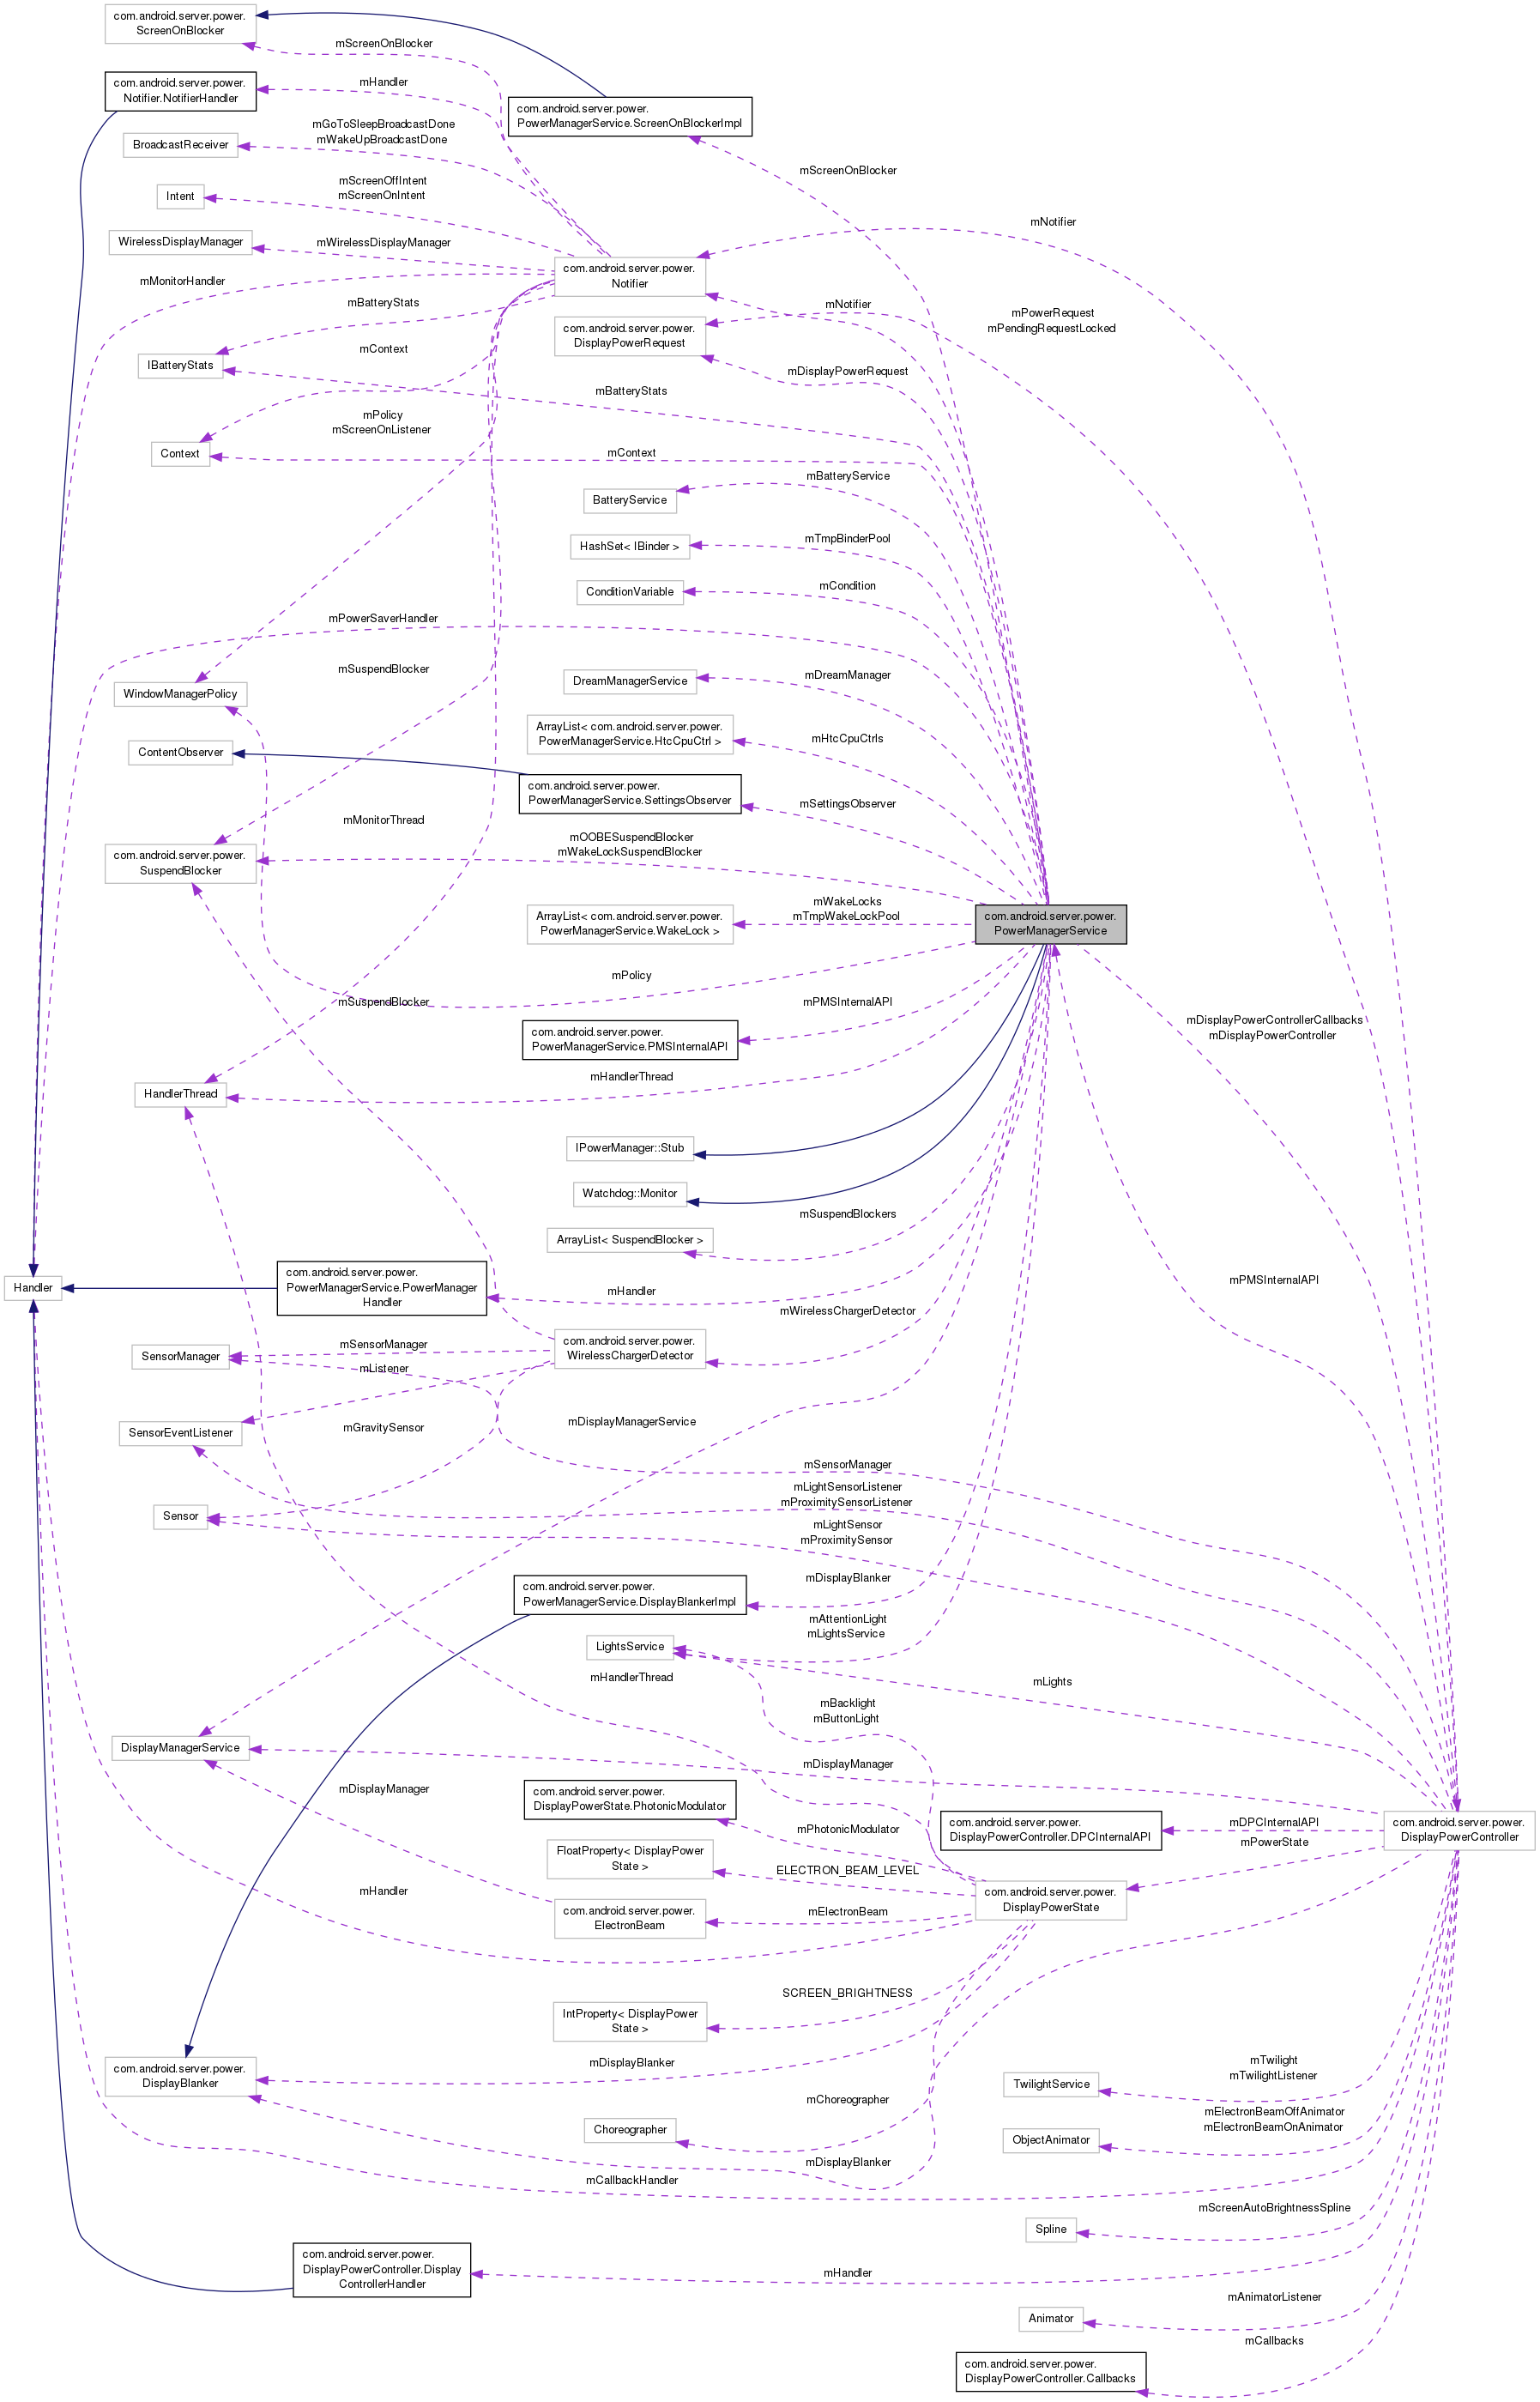 com.android.server.power.
ScreenOnBlocker
mScreenOnBlocker
com.android.server.power.
Notifier.NotifierHandler
mHandler
com.android.server.power.
PowerManagerService.ScreenOnBlockerImpl
mGoToSleepBroadcastDone
mWakeUpBroadcastDone
BroadcastReceiver
mScreenOnBlocker
mScreenOffIntent
mScreenOnIntent
Intent
mNotifier
WirelessDisplayManager
mWirelessDisplayManager
com.android.server.power.
Notifier
mMonitorHandler
mBatteryStats
mNotifier
mPowerRequest
mPendingRequestLocked
com.android.server.power.
DisplayPowerRequest
mContext
IBatteryStats
mDisplayPowerRequest
mBatteryStats
mPolicy
mScreenOnListener
Context
mContext
mBatteryService
BatteryService
mTmpBinderPool
HashSet< IBinder >
mCondition
ConditionVariable
mPowerSaverHandler
mSuspendBlocker
mDreamManager
DreamManagerService
WindowManagerPolicy
ArrayList< com.android.server.power.
PowerManagerService.HtcCpuCtrl >
mHtcCpuCtrls
ContentObserver
com.android.server.power.
PowerManagerService.SettingsObserver
mSettingsObserver
mMonitorThread
mOOBESuspendBlocker
mWakeLockSuspendBlocker
com.android.server.power.
SuspendBlocker
ArrayList< com.android.server.power.
PowerManagerService.WakeLock >
mWakeLocks
mTmpWakeLockPool
com.android.server.power.
PowerManagerService
mPolicy
mSuspendBlocker
mPMSInternalAPI
com.android.server.power.
PowerManagerService.PMSInternalAPI
mDisplayPowerControllerCallbacks
mDisplayPowerController
mHandlerThread
HandlerThread
IPowerManager::Stub
Watchdog::Monitor
mSuspendBlockers
ArrayList< SuspendBlocker >
com.android.server.power.
PowerManagerService.PowerManager
Handler
Handler
mHandler
mPMSInternalAPI
mWirelessChargerDetector
com.android.server.power.
WirelessChargerDetector
mSensorManager
SensorManager
mListener
mGravitySensor
mDisplayManagerService
SensorEventListener
mSensorManager
mLightSensorListener
mProximitySensorListener
Sensor
mLightSensor
mProximitySensor
mDisplayBlanker
com.android.server.power.
PowerManagerService.DisplayBlankerImpl
mAttentionLight
mLightsService
LightsService
mHandlerThread
mLights
mBacklight
mButtonLight
DisplayManagerService
mDisplayManager
mDisplayManager
com.android.server.power.
DisplayPowerState.PhotonicModulator
mPhotonicModulator
com.android.server.power.
DisplayPowerController.DPCInternalAPI
mDPCInternalAPI
mPowerState
com.android.server.power.
DisplayPowerController
FloatProperty< DisplayPower
State >
ELECTRON_BEAM_LEVEL
mHandler
com.android.server.power.
DisplayPowerState
com.android.server.power.
ElectronBeam
mElectronBeam
SCREEN_BRIGHTNESS
IntProperty< DisplayPower
State >
com.android.server.power.
DisplayBlanker
mDisplayBlanker
mTwilight
mTwilightListener
TwilightService
mChoreographer
Choreographer
mElectronBeamOffAnimator
mElectronBeamOnAnimator
ObjectAnimator
mDisplayBlanker
mCallbackHandler
mScreenAutoBrightnessSpline
Spline
com.android.server.power.
DisplayPowerController.Display
ControllerHandler
mHandler
mAnimatorListener
Animator
mCallbacks
com.android.server.power.
DisplayPowerController.Callbacks